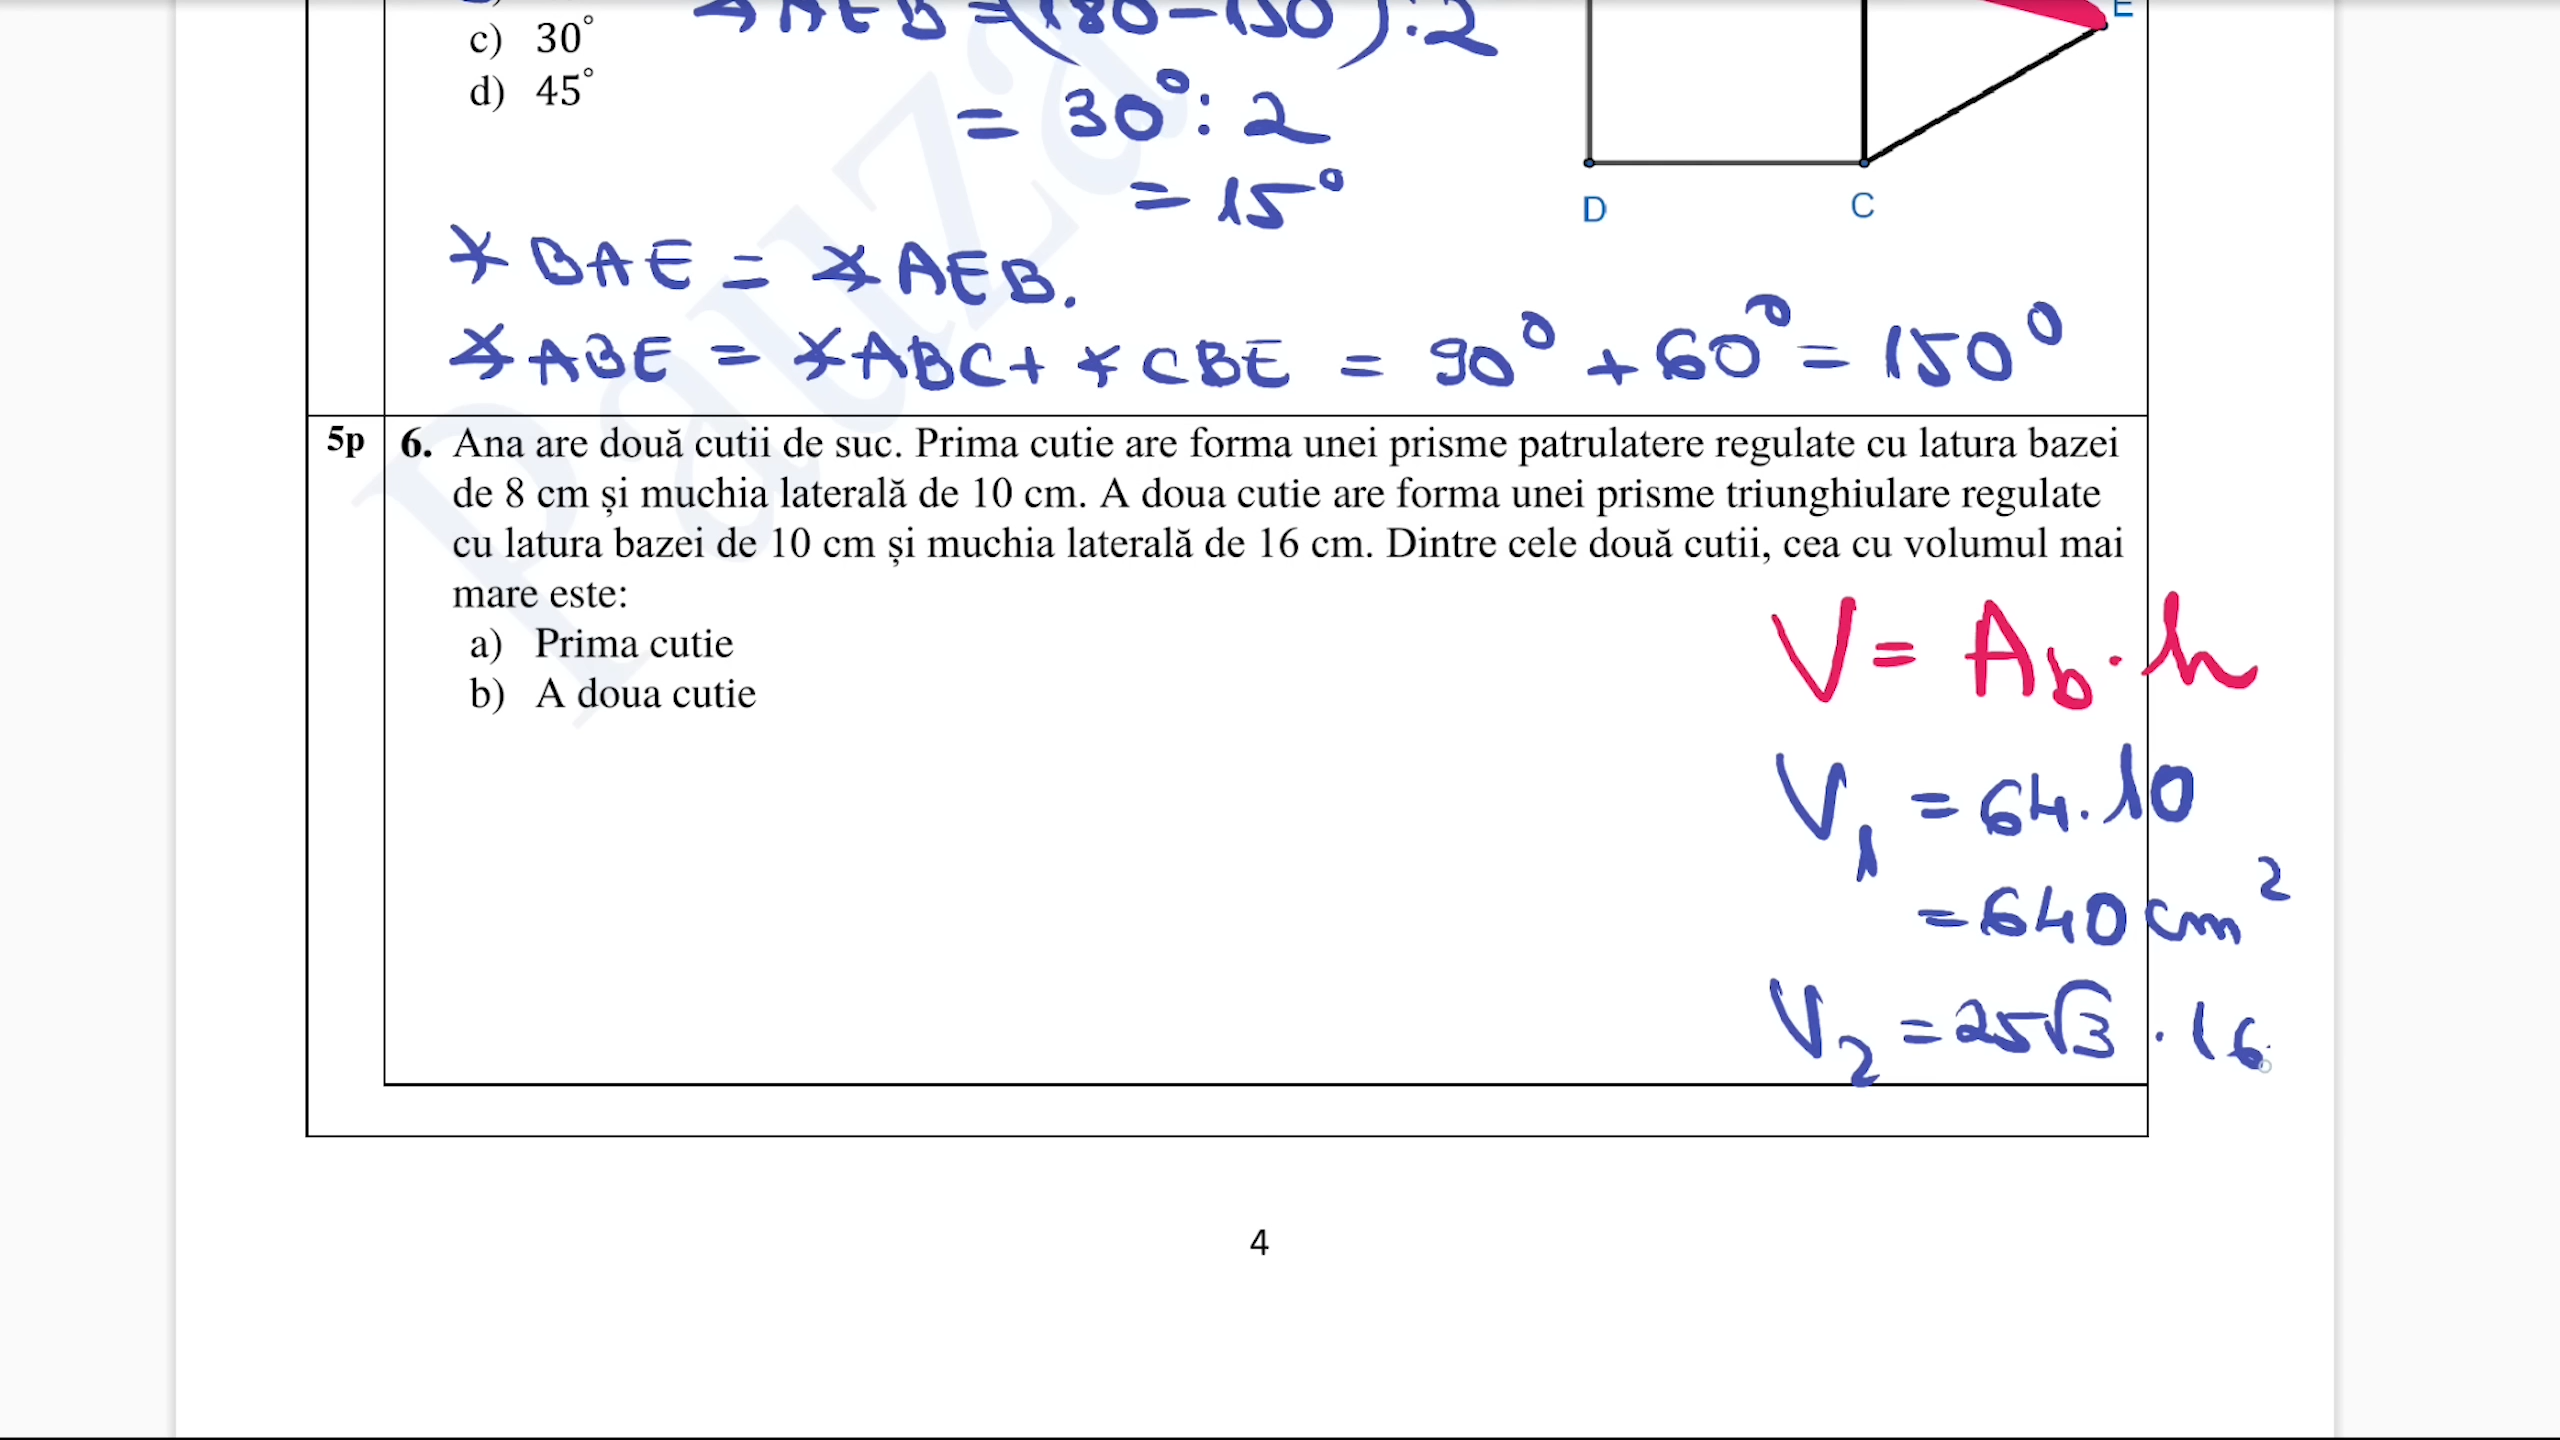 c) 30°
d) 45°
∢AEB = (180-150):2
= 30°: 2
= 15°
E
D
C
∢BAE = ∢AEB.
∢ABE = ∢ABC + ∢CBE = 90° + 60° = 150°
5p 6. Ana are două cutii de suc. Prima cutie are forma unei prisme patrulatere regulate cu latura bazei
de 8 cm și muchia laterală de 10 cm. A doua cutie are forma unei prisme triunghiulare regulate
cu latura bazei de 10 cm și muchia laterală de 16 cm. Dintre cele două cutii, cea cu volumul mai
mare este:
a) Prima cutie
b) A doua cutie
V = Ab · h
V1 = 64.10
= 640 cm²
V2 = 25√3 · 16
4
Pauza